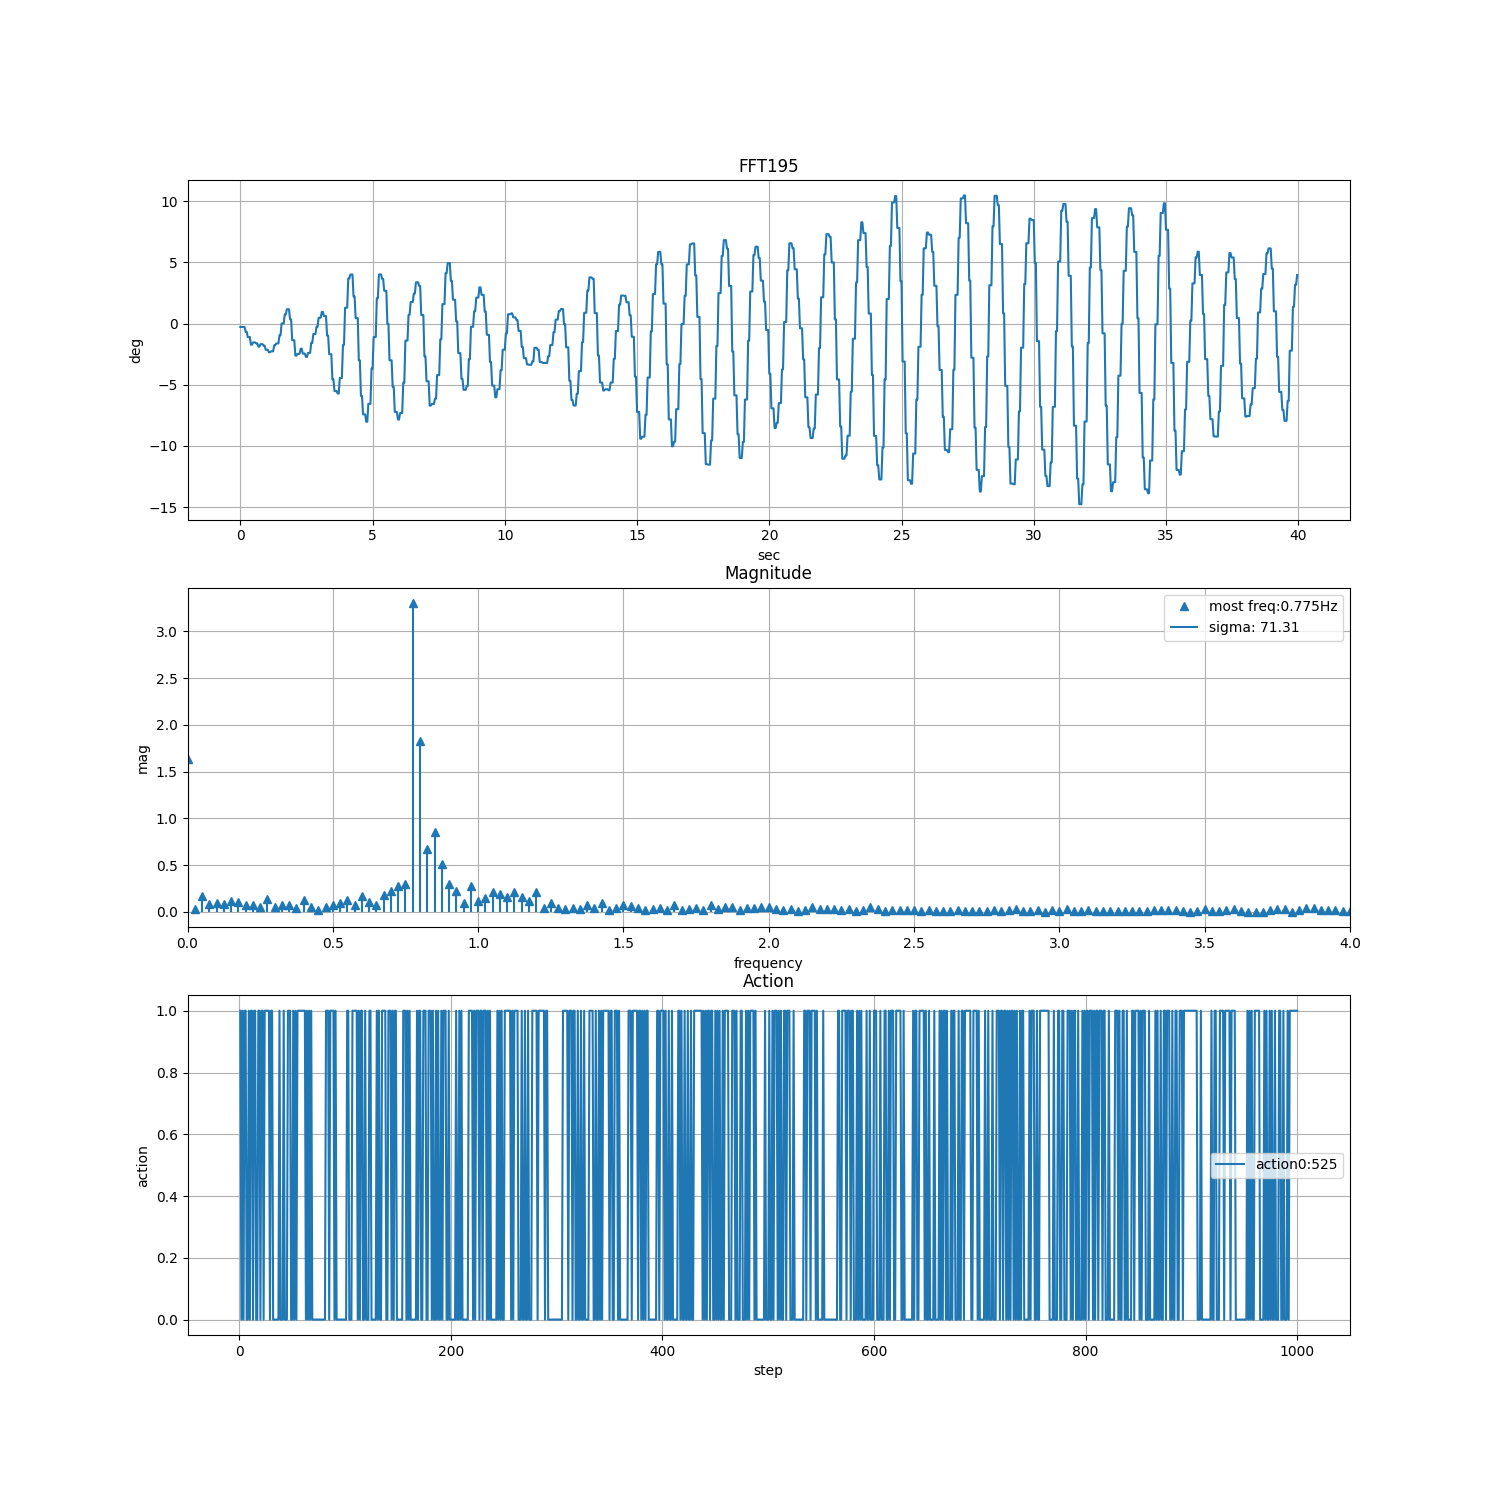 FFT195
10
5
0
−5
−10
−15
deg
0 5 10 15 20 25 30 35 40
sec
Magnitude
most freq:0.775Hz
sigma: 71.31
3.0
2.5
2.0
1.5
1.0
0.5
0.0
mag
0.0 0.5 1.0 1.5 2.0 2.5 3.0 3.5 4.0
frequency
Action
1.0
0.8
0.6
0.4
0.2
0.0
action
action0:525
0 200 400 600 800 1000
step